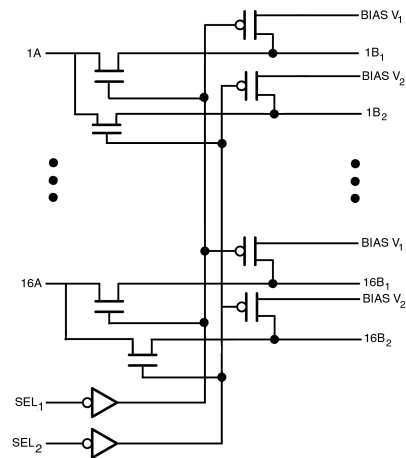 BIAS V1
1A
1B1
BIAS V2
1B2
BIAS V1
16A
16B1
BIAS V2
16B2
SEL1
SEL2